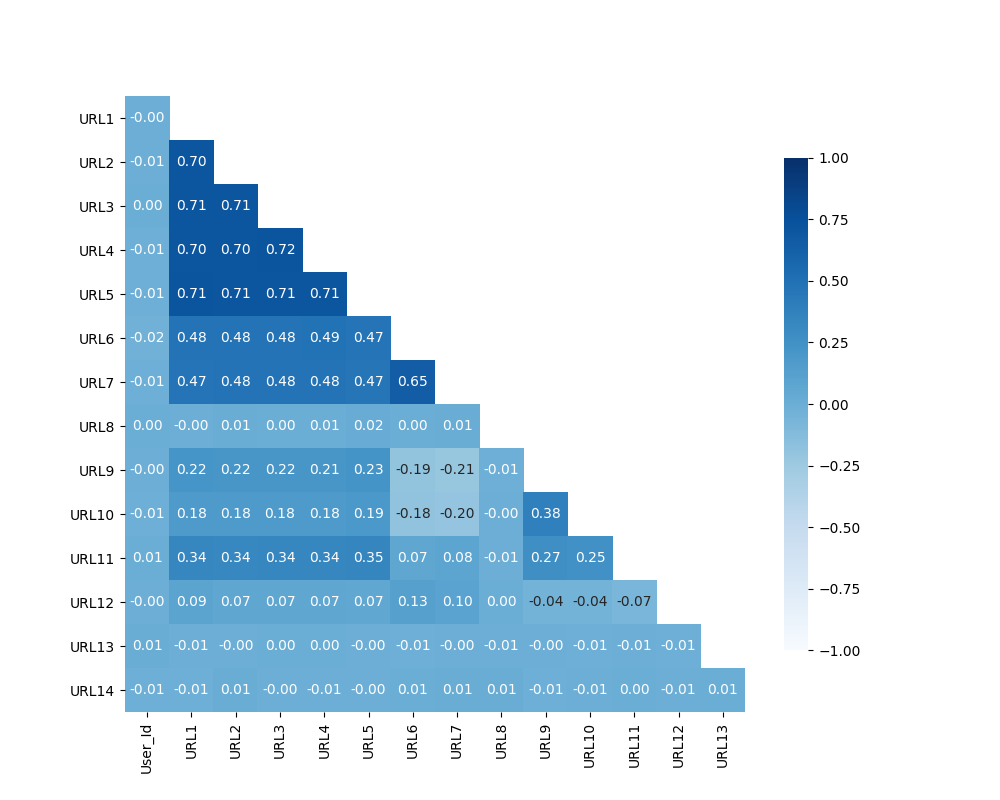 URL1 -0.00
URL2 -0.01 0.70
URL3 0.00 0.71 0.71
URL4 -0.01 0.70 0.70 0.72
URL5 -0.01 0.71 0.71 0.71 0.71
URL6 -0.02 0.48 0.48 0.48 0.49 0.47
URL7 -0.01 0.47 0.48 0.48 0.48 0.47 0.65
URL8 0.00 -0.00 0.01 0.00 0.01 0.02 0.00 0.01
URL9 -0.00 0.22 0.22 0.22 0.21 0.23 -0.19 -0.21 -0.01
URL10 -0.01 0.18 0.18 0.18 0.18 0.19 -0.18 -0.20 -0.00 0.38
URL11 0.01 0.34 0.34 0.34 0.34 0.35 0.07 0.08 -0.01 0.27 0.25
URL12 -0.00 0.09 0.07 0.07 0.07 0.07 0.13 0.10 0.00 -0.04 -0.04 -0.07
URL13 0.01 -0.01 -0.00 0.00 0.00 -0.00 -0.01 -0.00 -0.01 -0.00 -0.01 -0.01 -0.01
URL14 -0.01 -0.01 0.01 -0.00 -0.01 -0.00 0.01 0.01 0.01 -0.01 -0.01 0.00 -0.01 0.01
User_Id URL1 URL2 URL3 URL4 URL5 URL6 URL7 URL8 URL9 URL10 URL11 URL12 URL13
1.00
0.75
0.50
0.25
0.00
−0.25
−0.50
−0.75
−1.00